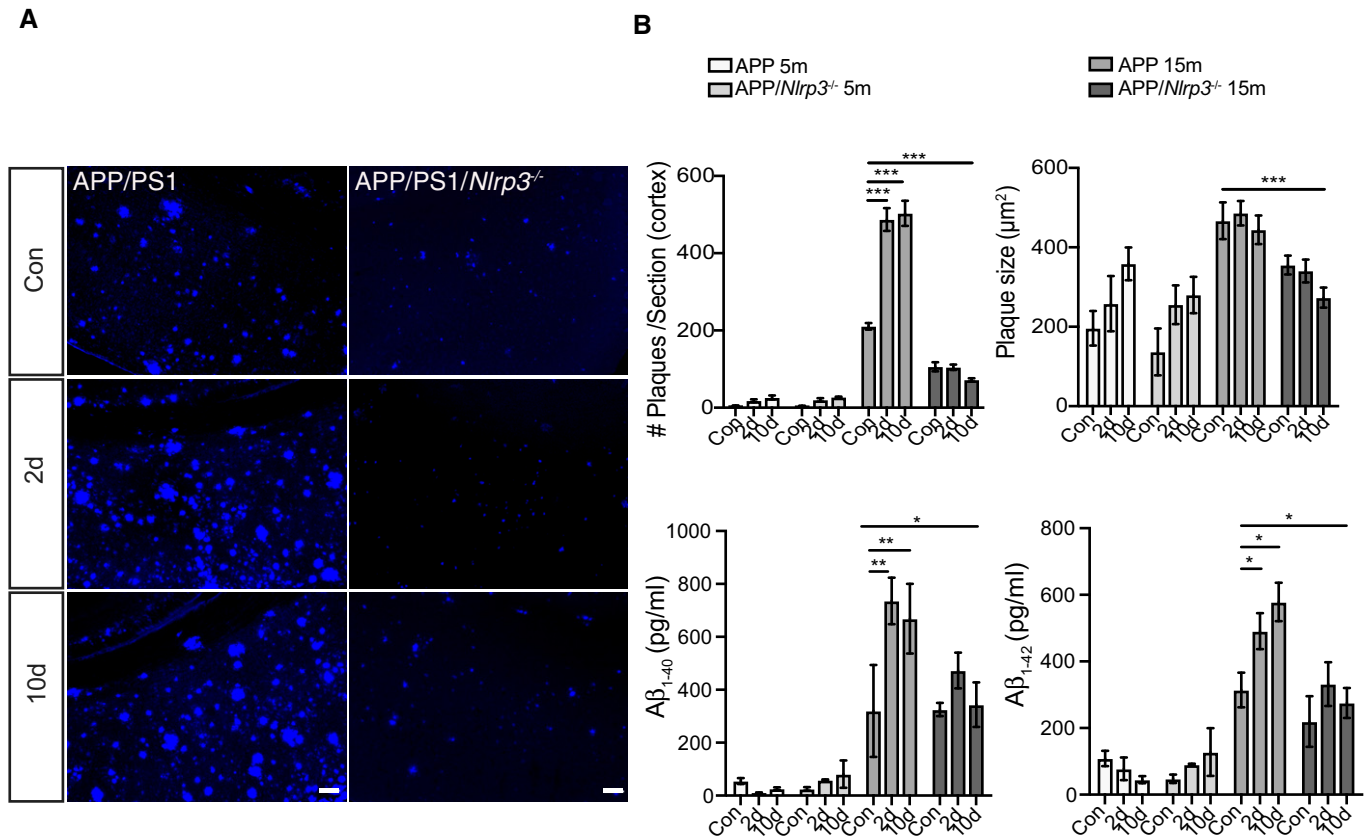 A
B
APP 5m
APP/Nlrp3-/- 5m
APP 15m
APP/Nlrp3-/- 15m
APP/PS1
APP/PS1/Nlrp3-/-
Con
2d
10d
# Plaques /Section (cortex)
600
400
200
0
***
***
***
Con
2d
10d
Con
2d
10d
Con
2d
10d
Con
2d
10d
Plaque size (µm²)
600
400
200
0
***
Con
2d
10d
Con
2d
10d
Con
2d
10d
Con
2d
10d
Aβ1-40 (pg/ml)
1000
800
600
400
200
0
*
**
**
Con
2d
10d
Con
2d
10d
Con
2d
10d
Con
2d
10d
Aβ1-42 (pg/ml)
800
600
400
200
0
*
*
*
Con
2d
10d
Con
2d
10d
Con
2d
10d
Con
2d
10d